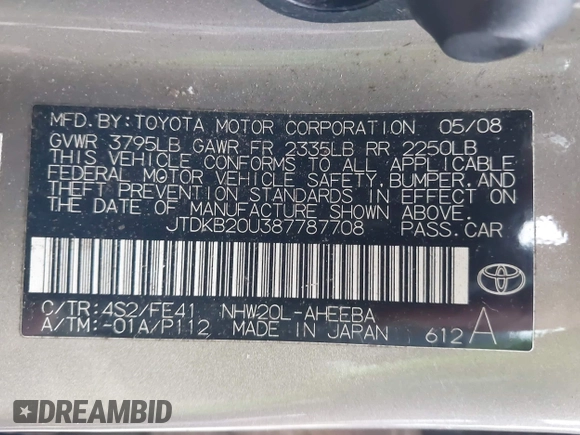 MFD. BY: TOYOTA MOTOR CORPORATION 05/08
GVWR 3795LB GAWR FR 2335LB RR 2250LB
THIS VEHICLE CONFORMS TO ALL APPLICABLE
FEDERAL MOTOR VEHICLE SAFETY, BUMPER, AND
THEFT PREVENTION STANDARDS IN EFFECT ON
THE DATE OF MANUFACTURE SHOWN ABOVE.
JTDKB20U387787708 PASS. CAR
C/TR: 4S2/FE41 NHW20L-AHEEBA
A/TM: -01A/P112 MADE IN JAPAN 612 A
DREAMBID